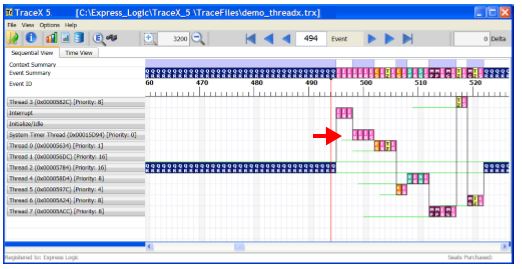 TraceX 5 [C:\Express_Logic\TraceX_5 \TraceFiles\demo_threadx.trx]
File View Options Help
3200 494 Event 0 Delta
Sequential View Time View
Context Summary
Event Summary
Event ID 60 470 480 490 500 510 520
Thread 3 (0x0000582C) [Priority: 8]
Interrupt
Initialize/Idle
System Timer Thread (0x00015D94) [Priority: 0]
Thread 0 (0x00005634) [Priority: 1]
Thread 1 (0x000056DC) [Priority: 16]
Thread 2 (0x00005784) [Priority: 16]
Thread 4 (0x000058D4) [Priority: 8]
Thread 5 (0x0000597C) [Priority: 4]
Thread 6 (0x00005A24) [Priority: 8]
Thread 7 (0x00005ACC) [Priority: 8]
Registered to: Express Logic Seats Purchased: